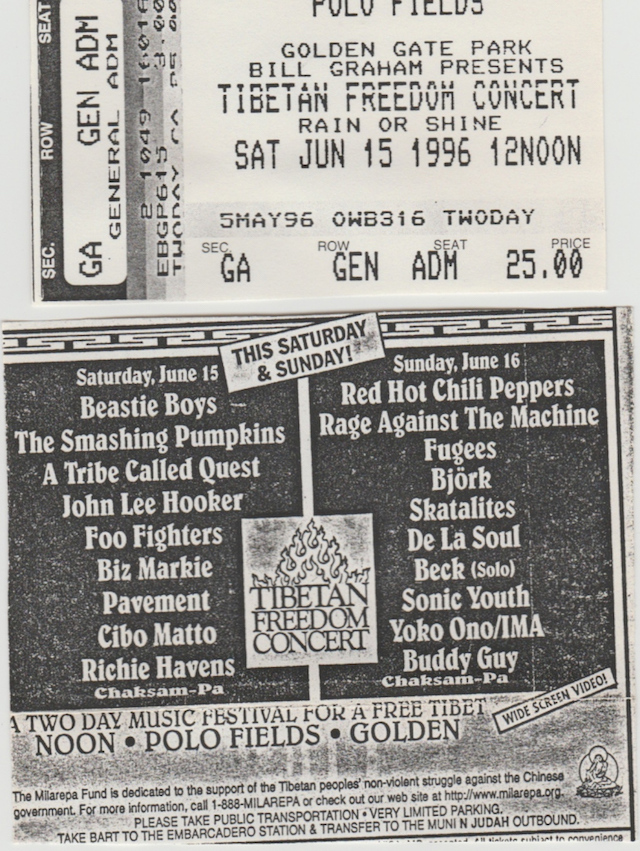 POLO FIELDS
GOLDEN GATE PARK
BILL GRAHAM PRESENTS
TIBETAN FREEDOM CONCERT
RAIN OR SHINE
SAT JUN 15 1996 12NOON
5MAY96 OWB316 TWODAY
SEC. ROW SEAT PRICE
GA GEN ADM 25.00
SEC. ROW SEAT
GA GEN ADM
GENERAL ADM
EBGP615
THIS SATURDAY
& SUNDAY!
Saturday, June 15
Beastie Boys
The Smashing Pumpkins
A Tribe Called Quest
John Lee Hooker
Foo Fighters
Biz Markie
Pavement
Cibo Matto
Richie Havens
Chaksam-Pa
Sunday, June 16
Red Hot Chili Peppers
Rage Against The Machine
Fugees
Björk
Skatalites
De La Soul
Beck (Solo)
Sonic Youth
Yoko Ono/IMA
Buddy Guy
Chaksam-Pa
TIBETAN
FREEDOM
CONCERT
A TWO DAY MUSIC FESTIVAL FOR A FREE TIBET
WIDE SCREEN VIDEO!
NOON • POLO FIELDS • GOLDEN
The Milarepa Fund is dedicated to the support of the Tibetan peoples' non-violent struggle against the Chinese
government. For more information, call 1-888-MILAREPA or check out our web site at http://www.milarepa.org.
PLEASE TAKE PUBLIC TRANSPORTATION • VERY LIMITED PARKING.
TAKE BART TO THE EMBARCADERO STATION & TRANSFER TO THE MUNI N JUDAH OUTBOUND.
All tickets subject to convenience